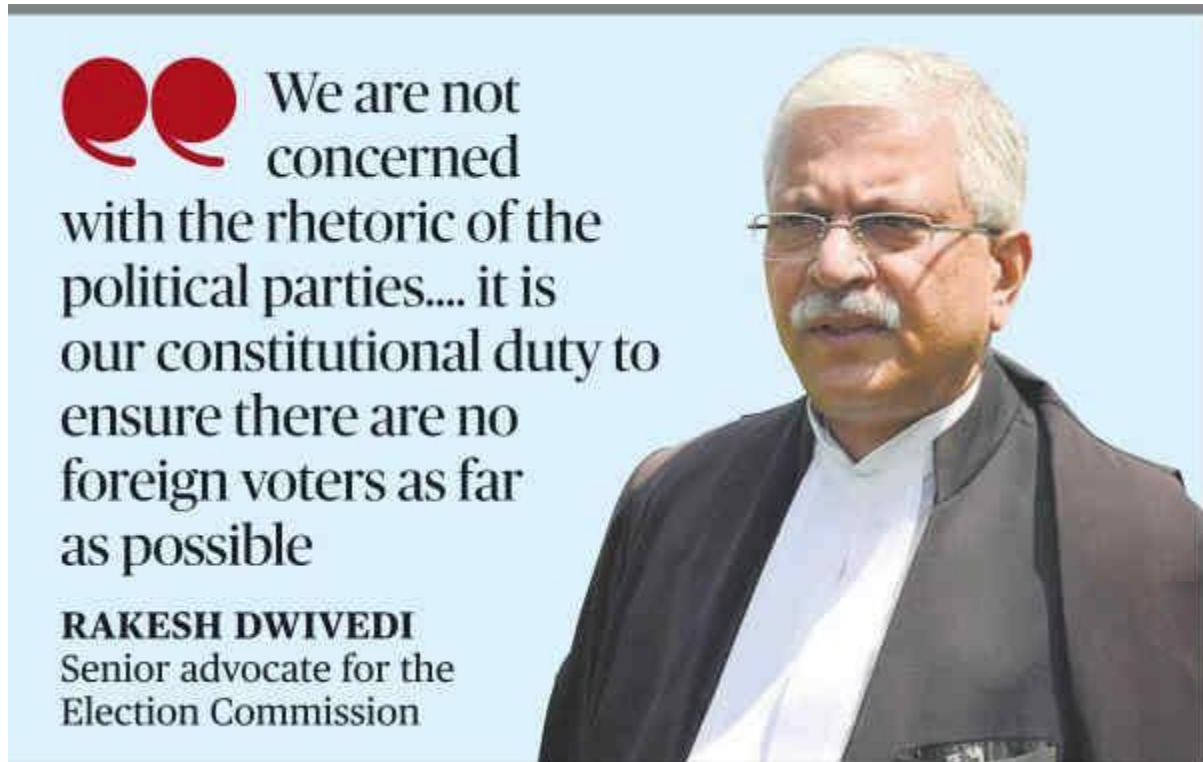 We are not
concerned
with the rhetoric of the
political parties.... it is
our constitutional duty to
ensure there are no
foreign voters as far
as possible
RAKESH DWIVEDI
Senior advocate for the
Election Commission